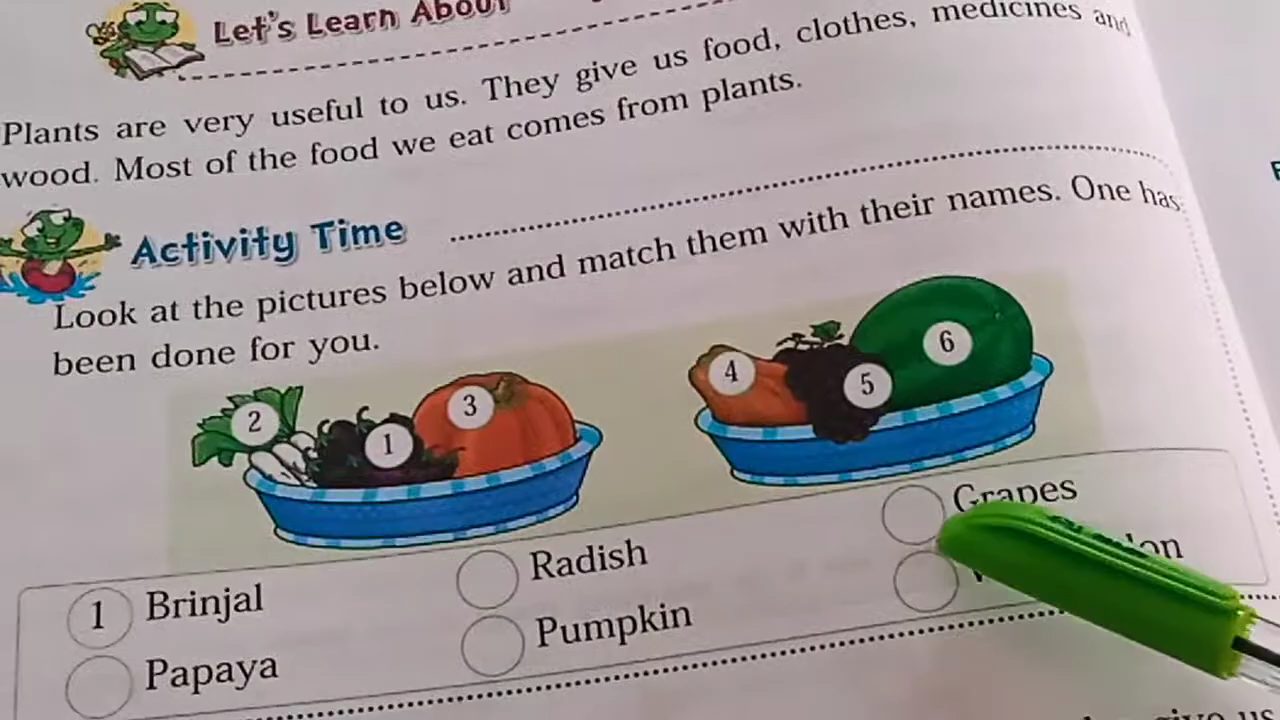 Let's Learn About
Plants are very useful to us. They give us food, clothes, medicines and
wood. Most of the food we eat comes from plants.
Activity Time
Look at the pictures below and match them with their names. One has
been done for you.
2 1 3 4 5 6
1 Brinjal Radish Grapes
Papaya Pumpkin
give us